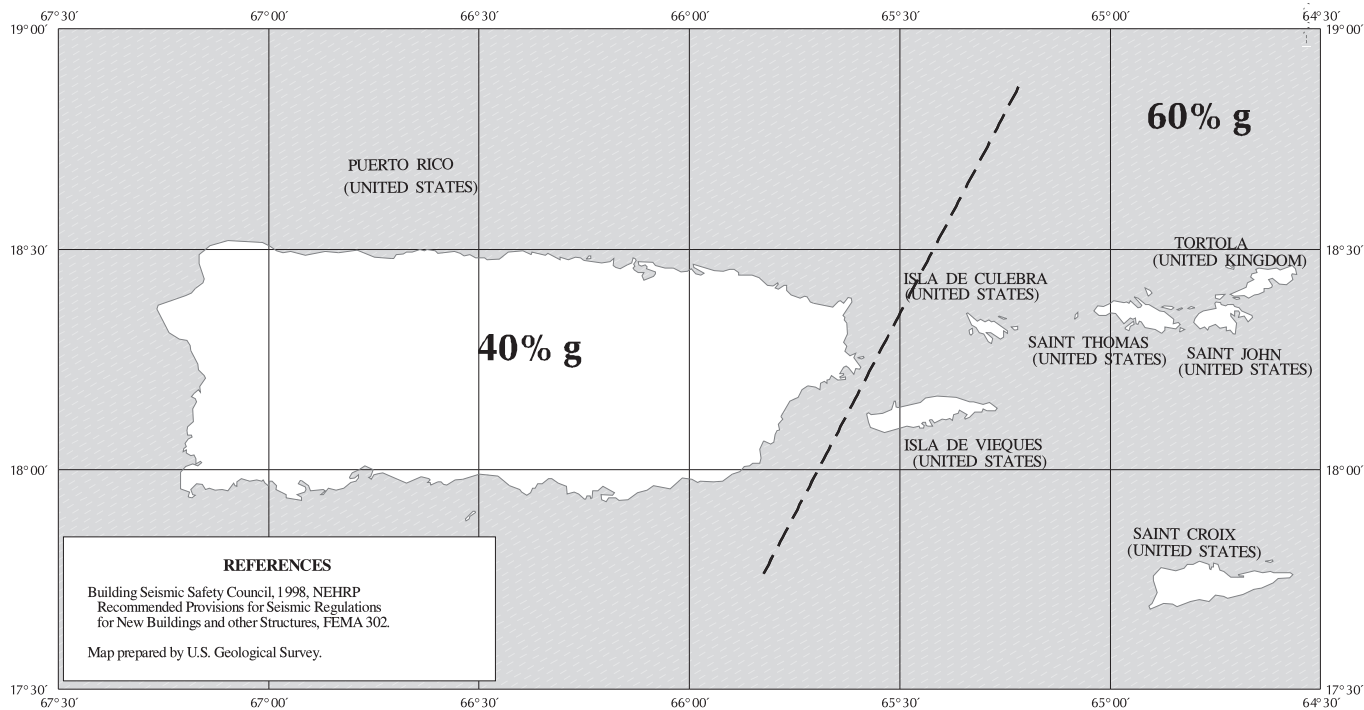 67° 30′ 67° 00′ 66° 30′ 66° 00′ 65° 30′ 65° 00′ 64° 30′
19° 00′ 19° 00′
60% g
PUERTO RICO
(UNITED STATES)
18° 30′ 18° 30′
TORTOLA
(UNITED KINGDOM)
ISLA DE CULEBRA
(UNITED STATES)
40% g
SAINT THOMAS
(UNITED STATES)
SAINT JOHN
(UNITED STATES)
ISLA DE VIEQUES
(UNITED STATES)
18° 00′ 18° 00′
SAINT CROIX
(UNITED STATES)
REFERENCES
Building Seismic Safety Council, 1998, NEHRP
Recommended Provisions for Seismic Regulations
for New Buildings and other Structures, FEMA 302.
Map prepared by U.S. Geological Survey.
17° 30′ 17° 30′
67° 30′ 67° 00′ 66° 30′ 66° 00′ 65° 30′ 65° 00′ 64° 30′